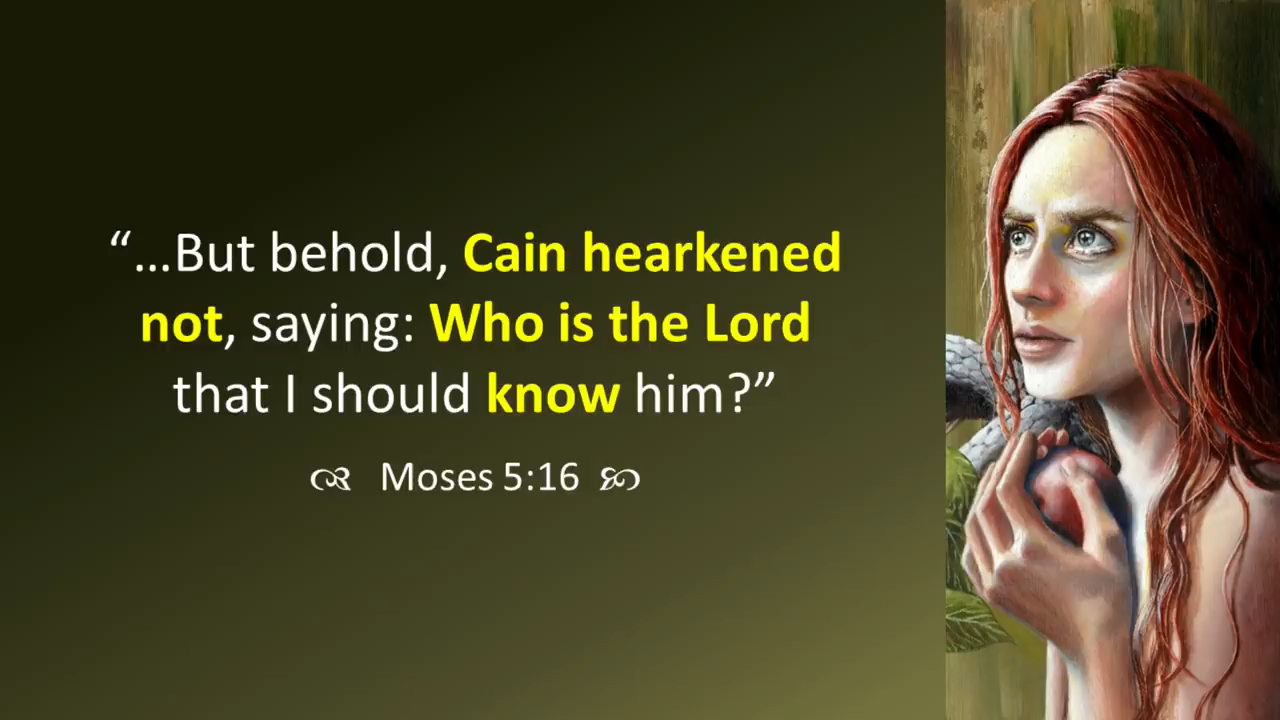 “…But behold, Cain hearkened
not, saying: Who is the Lord
that I should know him?”
Moses 5:16